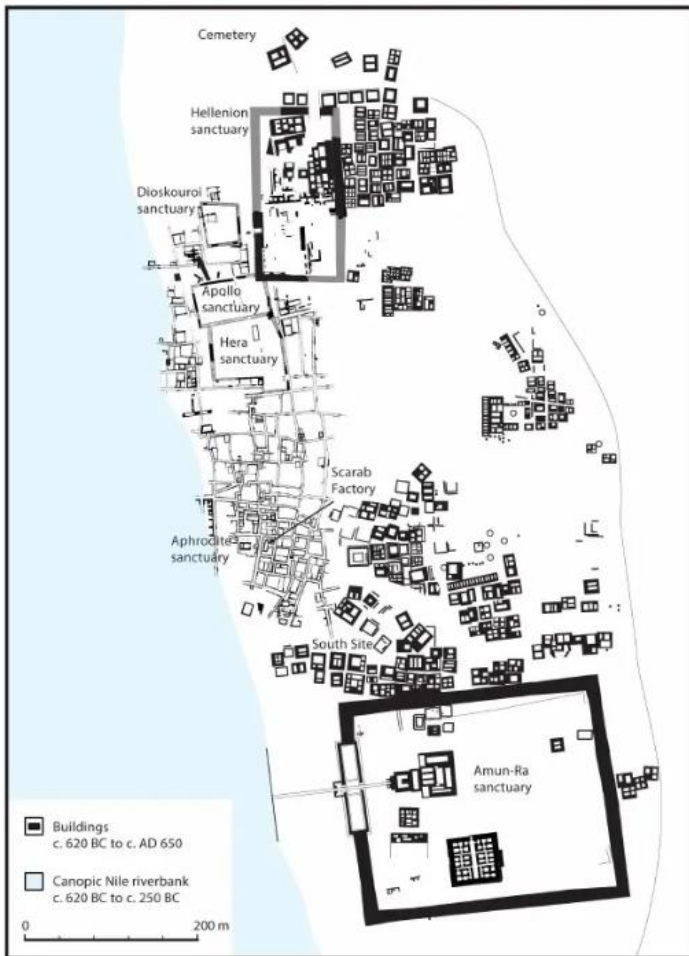 Cemetery
Hellenion
sanctuary
Dioskouroi
sanctuary
Apollo
sanctuary
Hera
sanctuary
Scarab
Factory
Aphrodite
sanctuary
South Site
Amun-Ra
sanctuary
Buildings
c. 620 BC to c. AD 650
Canopic Nile riverbank
c. 620 BC to c. 250 BC
0 200 m